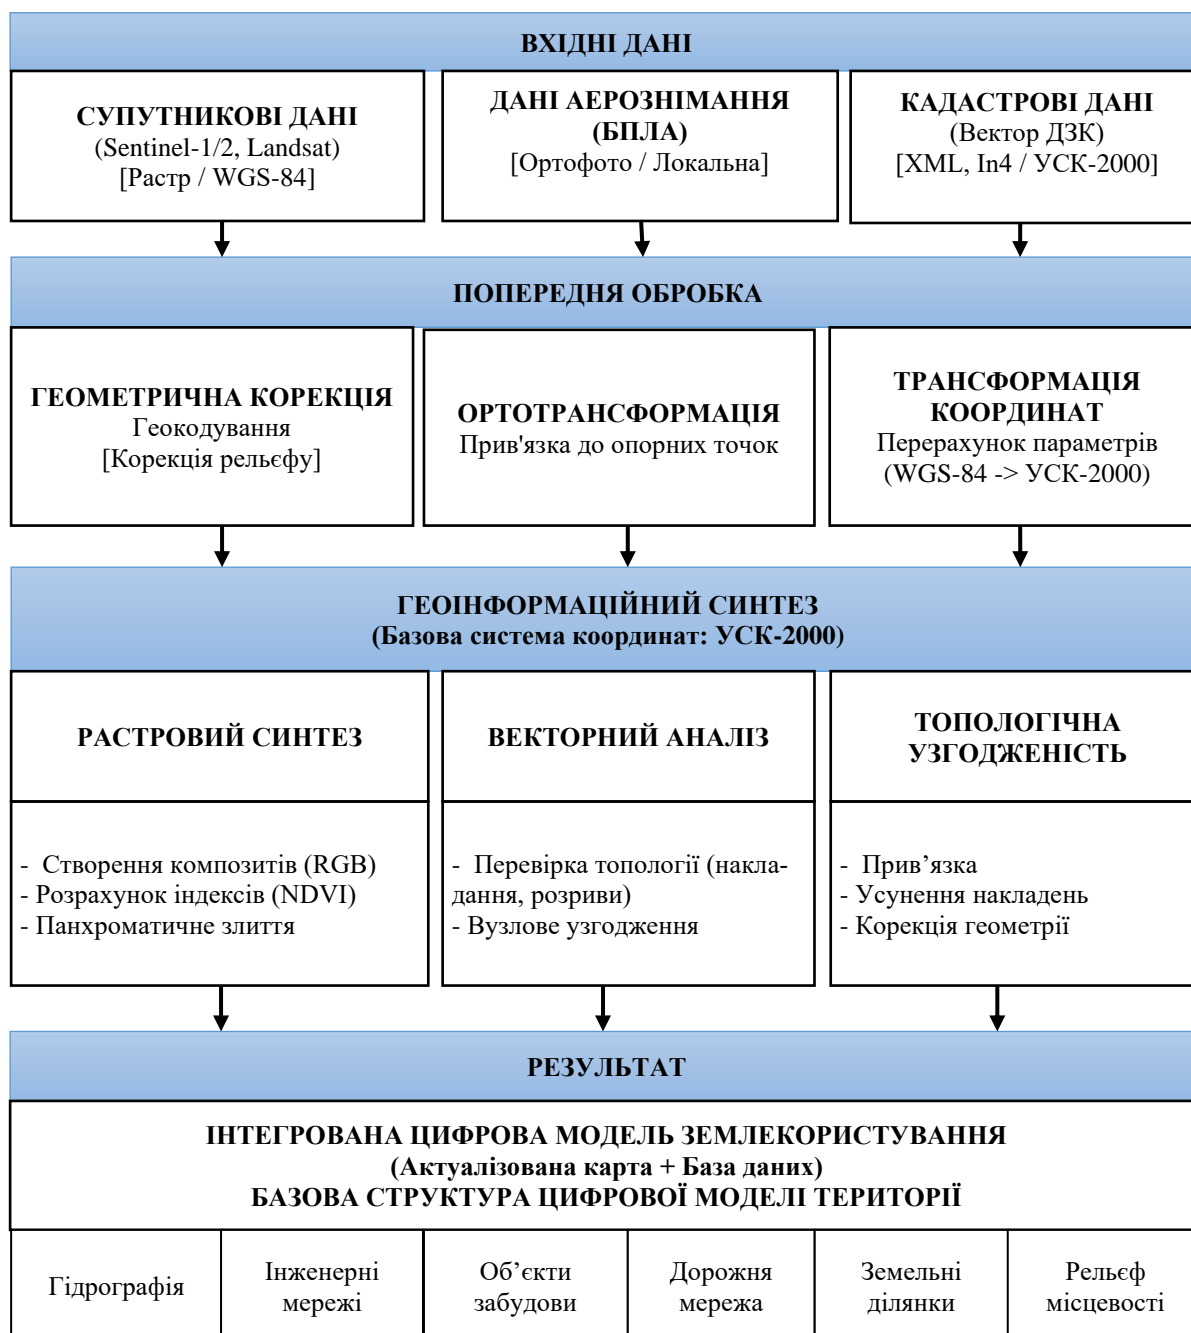 ВХІДНІ ДАНІ
СУПУТНИКОВІ ДАНІ
(Sentinel-1/2, Landsat)
[Растр / WGS-84]
ДАНІ АЕРОЗНІМАННЯ
(БПЛА)
[Ортофото / Локальна]
КАДАСТРОВІ ДАНІ
(Вектор ДЗК)
[XML, In4 / УСК-2000]
ПОПЕРЕДНЯ ОБРОБКА
ГЕОМЕТРИЧНА КОРЕКЦІЯ
Геокодування
[Корекція рельєфу]
ОРТОТРАНСФОРМАЦІЯ
Прив'язка до опорних точок
ТРАНСФОРМАЦІЯ
КООРДИНАТ
Перерахунок параметрів
(WGS-84 -> УСК-2000)
ГЕОІНФОРМАЦІЙНИЙ СИНТЕЗ
(Базова система координат: УСК-2000)
РАСТРОВИЙ СИНТЕЗ
ВЕКТОРНИЙ АНАЛІЗ
ТОПОЛОГІЧНА
УЗГОДЖЕНІСТЬ
- Створення композитів (RGB)
- Розрахунок індексів (NDVI)
- Панхроматичне злиття
- Перевірка топології (накла-
дання, розриви)
- Вузлове узгодження
- Прив’язка
- Усунення накладень
- Корекція геометрії
РЕЗУЛЬТАТ
ІНТЕГРОВАНА ЦИФРОВА МОДЕЛЬ ЗЕМЛЕКОРИСТУВАННЯ
(Актуалізована карта + База даних)
БАЗОВА СТРУКТУРА ЦИФРОВОЇ МОДЕЛІ ТЕРИТОРІЇ
Гідрографія
Інженерні
мережі
Об’єкти
забудови
Дорожня
мережа
Земельні
ділянки
Рельєф
місцевості